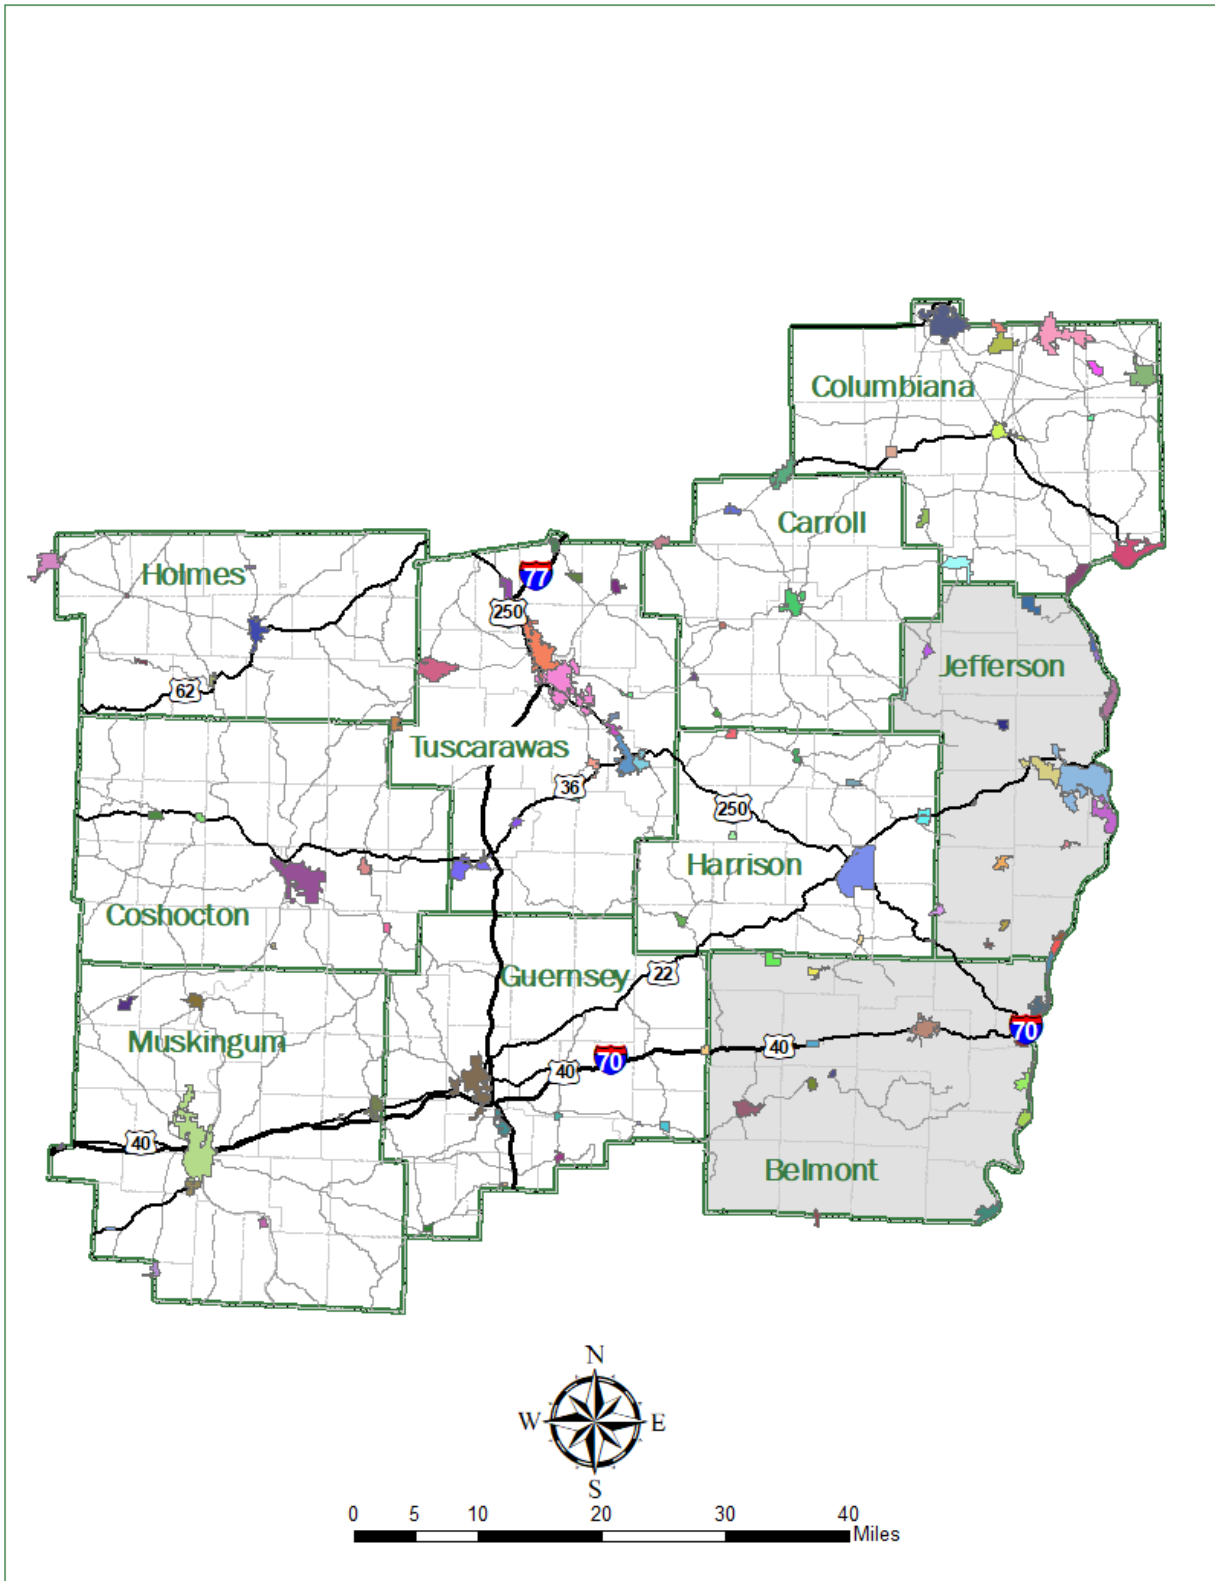 Columbiana
Carroll
Holmes
77
250
Jefferson
62
Tuscarawas
36
250
Harrison
Coshocton
Guernsey
22
70
Muskingum
40
70
40
40
Belmont
N
W E
S
0 5 10 20 30 40
Miles